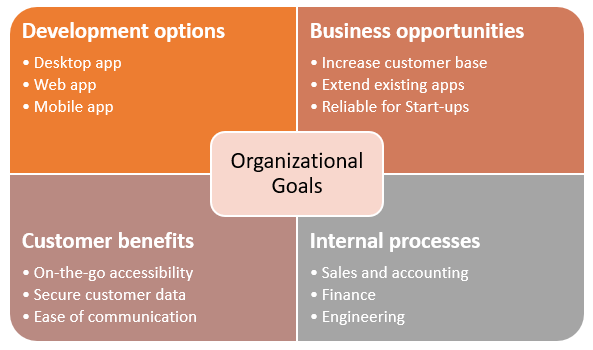 Development options
• Desktop app
• Web app
• Mobile app
Business opportunities
• Increase customer base
• Extend existing apps
• Reliable for Start-ups
Organizational
Goals
Customer benefits
• On-the-go accessibility
• Secure customer data
• Ease of communication
Internal processes
• Sales and accounting
• Finance
• Engineering